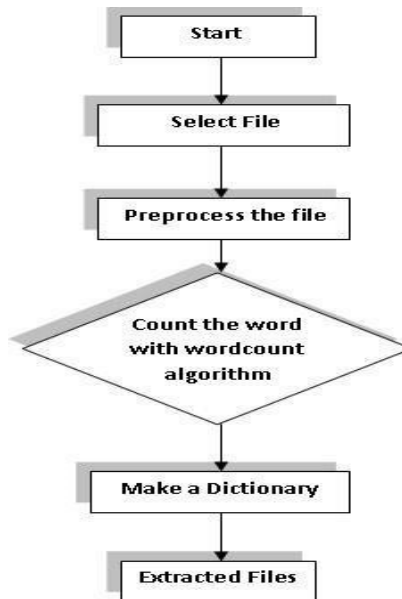 Start
Select File
Preprocess the file
Count the word
with wordcount
algorithm
Make a Dictionary
Extracted Files